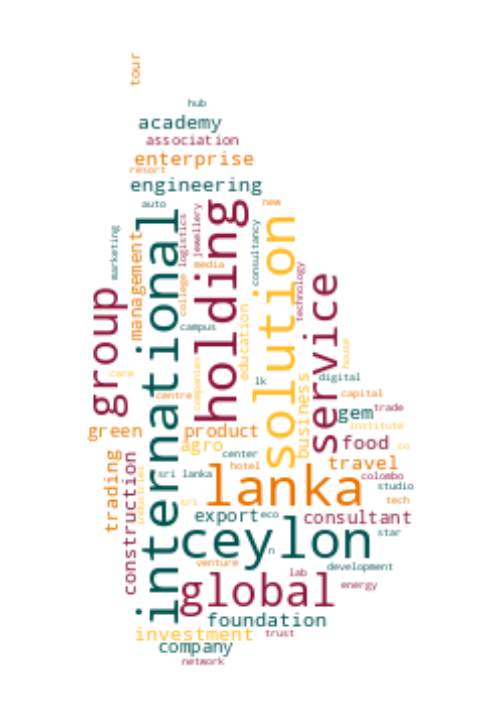 tour
hub
academy
association
enterprise
resort
engineering
auto
new
international
holding
solution
service
group
marketing
management
logistics
jewellery
media
college
consultancy
technology
campus
education
companies
care
centre
lk
business
house
digital
capital
trade
gem
institute
green
product
agro
food
co
center
travel
trading
construction
industries
sri lanka
hotel
colombo
studio
lanka
tech
sri
export
eco
consultant
star
ceylon
n
venture
development
lab
energy
global
foundation
investment
trust
company
network